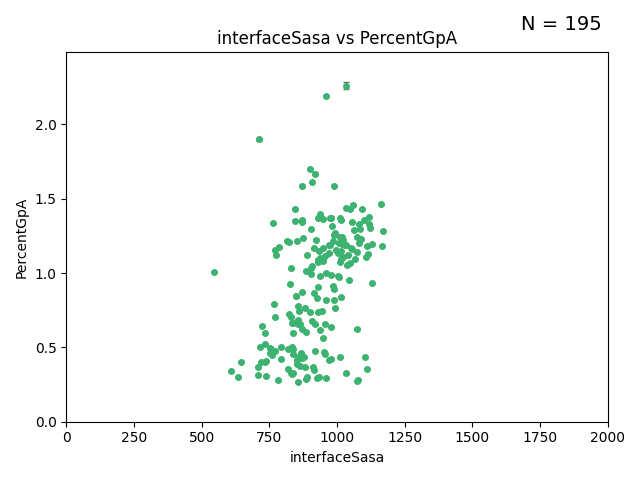 N = 195
interfaceSasa vs PercentGpA
PercentGpA
2.0
1.5
1.0
0.5
0.0
0 250 500 750 1000 1250 1500 1750 2000
interfaceSasa